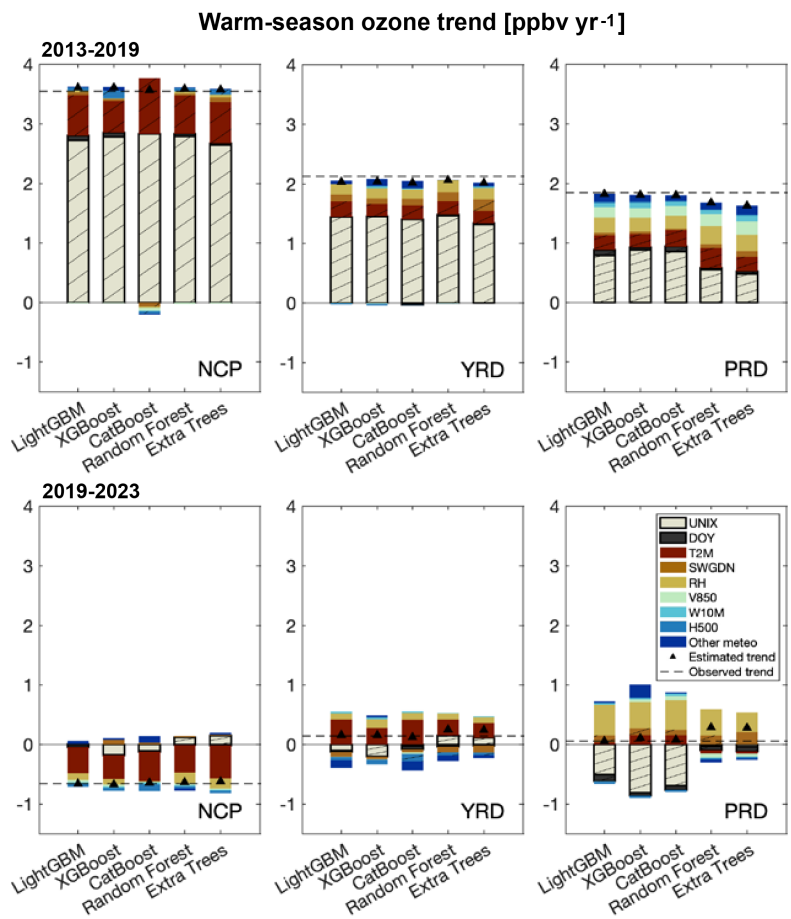 Warm-season ozone trend [ppbv yr-1]
2013-2019
4
3
2
1
0
-1
NCP
LightGBM
XGBoost
CatBoost
Random Forest
Extra Trees
4
3
2
1
0
-1
YRD
LightGBM
XGBoost
CatBoost
Random Forest
Extra Trees
4
3
2
1
0
-1
PRD
LightGBM
XGBoost
CatBoost
Random Forest
Extra Trees
2019-2023
4
3
2
1
0
-1
NCP
LightGBM
XGBoost
CatBoost
Random Forest
Extra Trees
4
3
2
1
0
-1
YRD
LightGBM
XGBoost
CatBoost
Random Forest
Extra Trees
4
3
2
1
0
-1
UNIX
DOY
T2M
SWGDN
RH
V850
W10M
H500
Other meteo
Estimated trend
Observed trend
PRD
LightGBM
XGBoost
CatBoost
Random Forest
Extra Trees